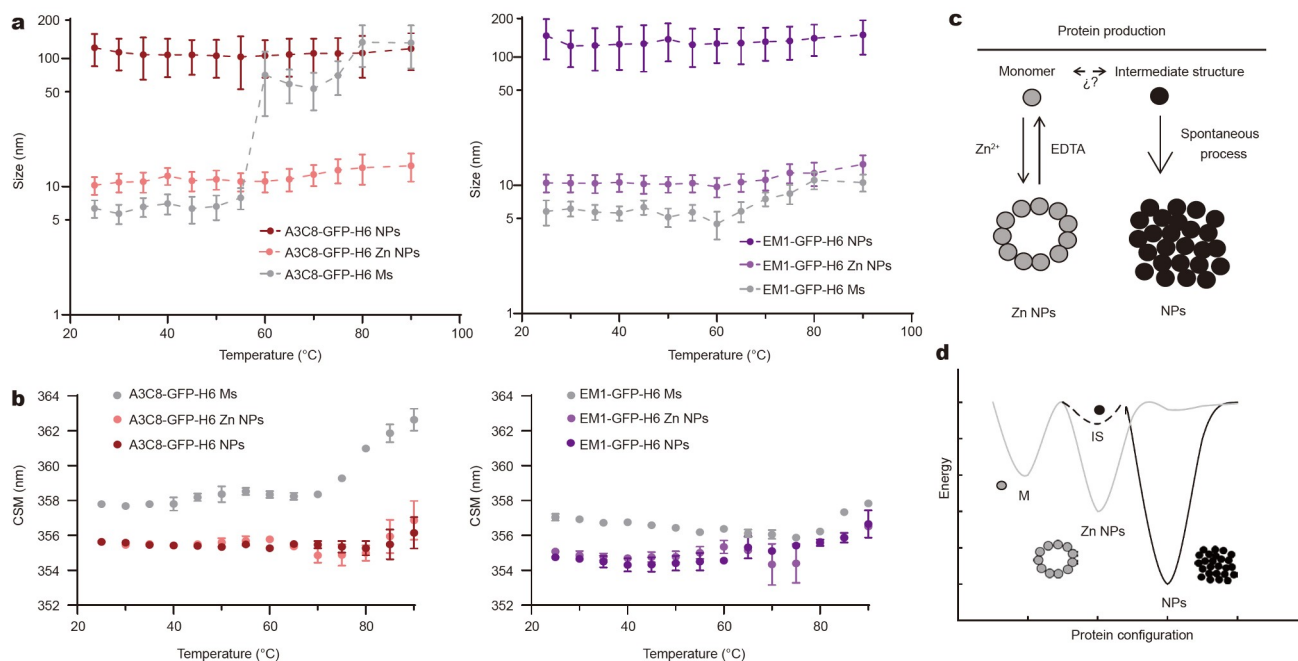 a
200
100
50
10
5
1
Size (nm)
A3C8-GFP-H6 NPs
A3C8-GFP-H6 Zn NPs
A3C8-GFP-H6 Ms
20
40
60
80
100
Temperature (°C)
200
100
50
10
5
1
Size (nm)
EM1-GFP-H6 NPs
EM1-GFP-H6 Zn NPs
EM1-GFP-H6 Ms
20
40
60
80
100
Temperature (°C)
b
364
362
360
358
356
354
352
CSM (nm)
A3C8-GFP-H6 Ms
A3C8-GFP-H6 Zn NPs
A3C8-GFP-H6 NPs
20
40
60
80
Temperature (°C)
364
362
360
358
356
354
352
CSM (nm)
EM1-GFP-H6 Ms
EM1-GFP-H6 Zn NPs
EM1-GFP-H6 NPs
20
40
60
80
Temperature (°C)
c
Protein production
Monomer
¿?
Intermediate structure
Zn²⁺
EDTA
Spontaneous
process
Zn NPs
NPs
d
Energy
M
IS
Zn NPs
NPs
Protein configuration